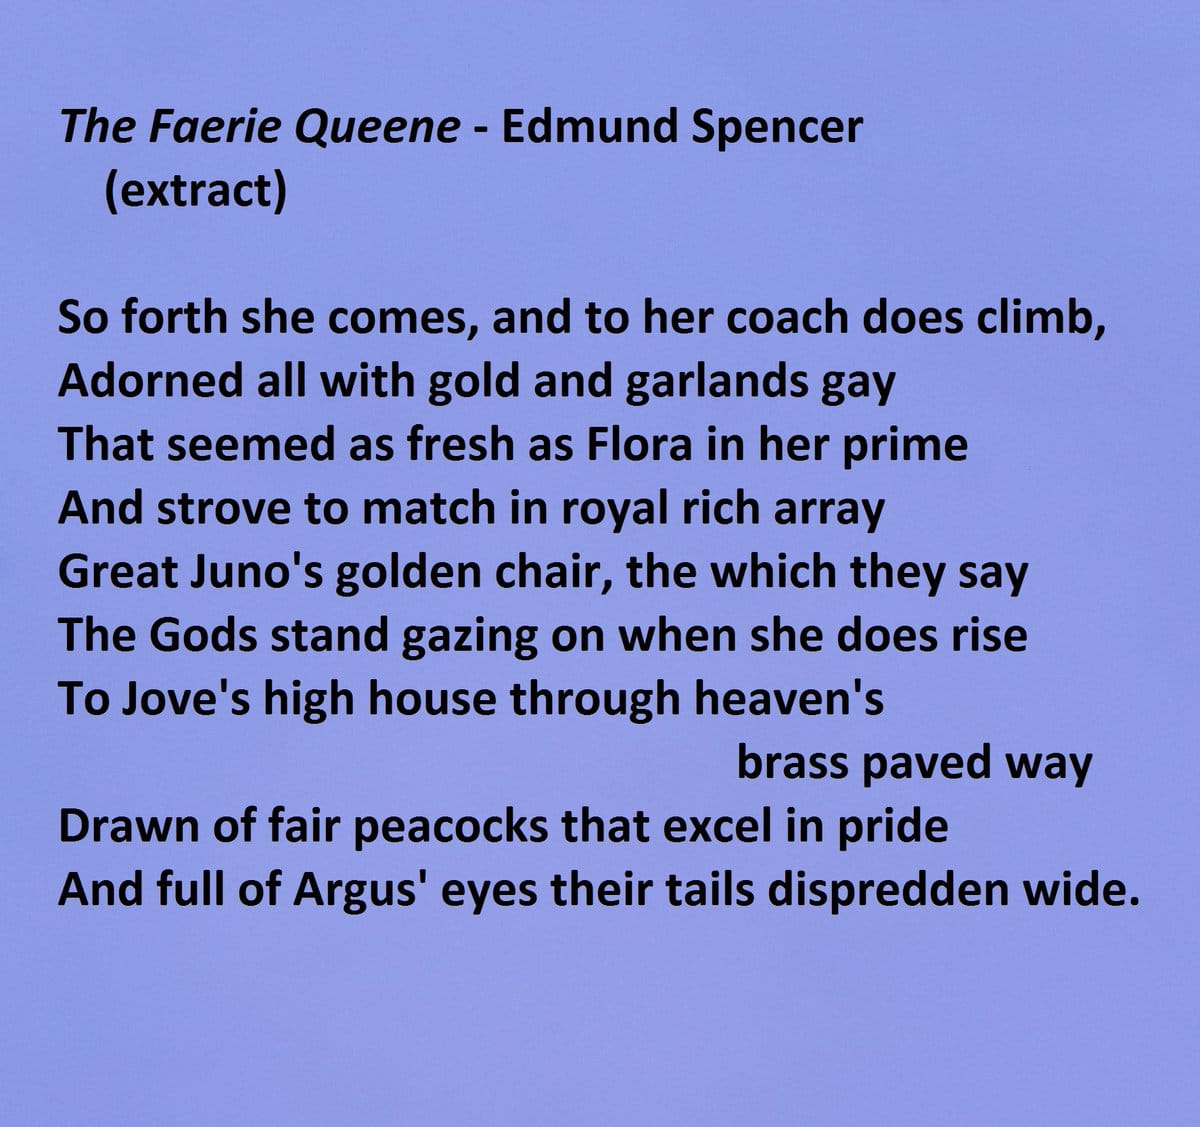 The Faerie Queene - Edmund Spencer
(extract)
So forth she comes, and to her coach does climb,
Adorned all with gold and garlands gay
That seemed as fresh as Flora in her prime
And strove to match in royal rich array
Great Juno's golden chair, the which they say
The Gods stand gazing on when she does rise
To Jove's high house through heaven's
brass paved way
Drawn of fair peacocks that excel in pride
And full of Argus' eyes their tails dispredden wide.